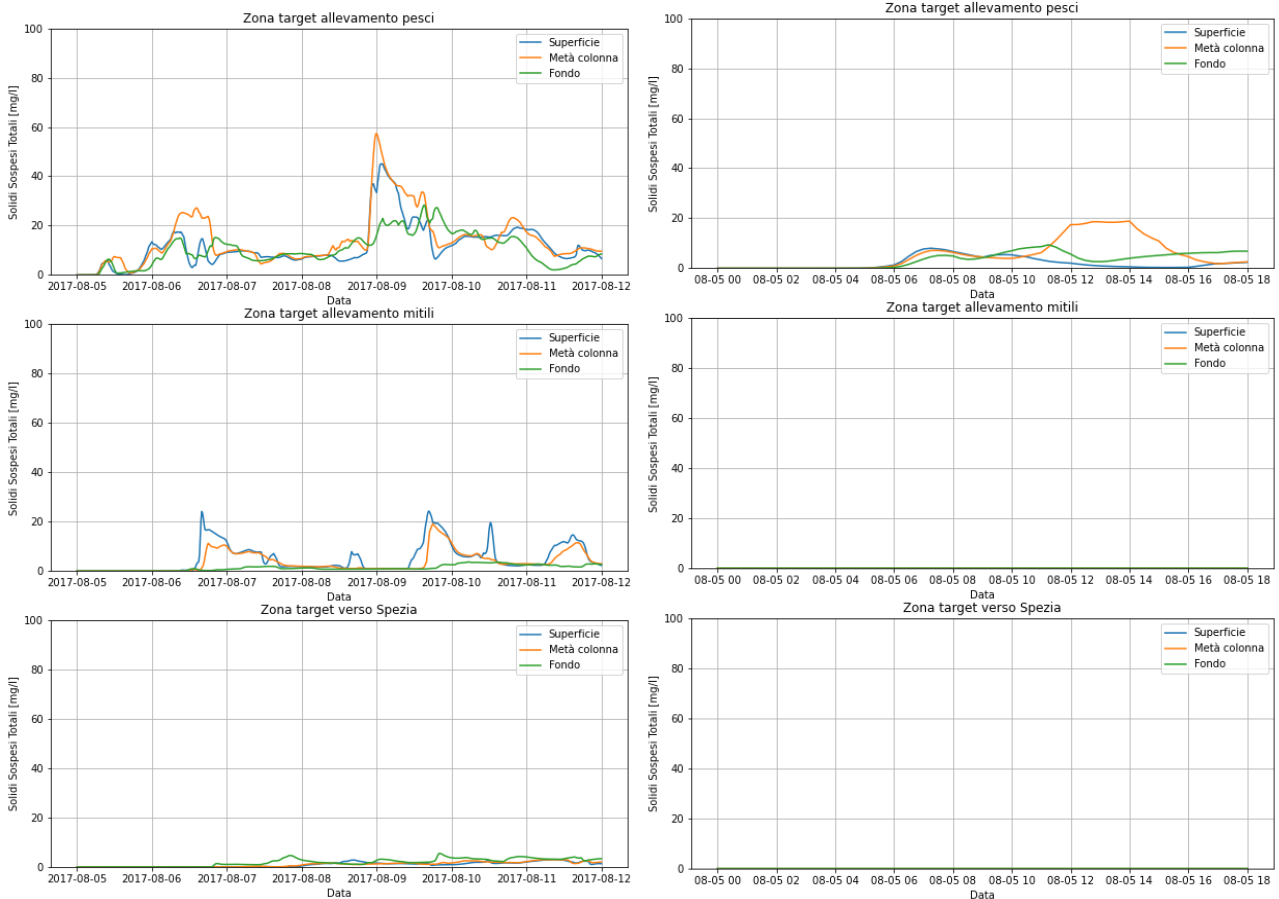 Zona target allevamento pesci
Solidi Sospesi Totali [mg/l]
100
80
60
40
20
0
Superficie
Metà colonna
Fondo
2017-08-05 2017-08-06 2017-08-07 2017-08-08 2017-08-09 2017-08-10 2017-08-11 2017-08-12
Data
Zona target allevamento pesci
Solidi Sospesi Totali [mg/l]
100
80
60
40
20
0
Superficie
Metà colonna
Fondo
08-05 00 08-05 02 08-05 04 08-05 06 08-05 08 08-05 10 08-05 12 08-05 14 08-05 16 08-05 18
Data
Zona target allevamento mitili
Solidi Sospesi Totali [mg/l]
100
80
60
40
20
0
Superficie
Metà colonna
Fondo
2017-08-05 2017-08-06 2017-08-07 2017-08-08 2017-08-09 2017-08-10 2017-08-11 2017-08-12
Data
Zona target allevamento mitili
Solidi Sospesi Totali [mg/l]
100
80
60
40
20
0
Superficie
Metà colonna
Fondo
08-05 00 08-05 02 08-05 04 08-05 06 08-05 08 08-05 10 08-05 12 08-05 14 08-05 16 08-05 18
Data
Zona target verso Spezia
Solidi Sospesi Totali [mg/l]
100
80
60
40
20
0
Superficie
Metà colonna
Fondo
2017-08-05 2017-08-06 2017-08-07 2017-08-08 2017-08-09 2017-08-10 2017-08-11 2017-08-12
Data
Zona target verso Spezia
Solidi Sospesi Totali [mg/l]
100
80
60
40
20
0
Superficie
Metà colonna
Fondo
08-05 00 08-05 02 08-05 04 08-05 06 08-05 08 08-05 10 08-05 12 08-05 14 08-05 16 08-05 18
Data